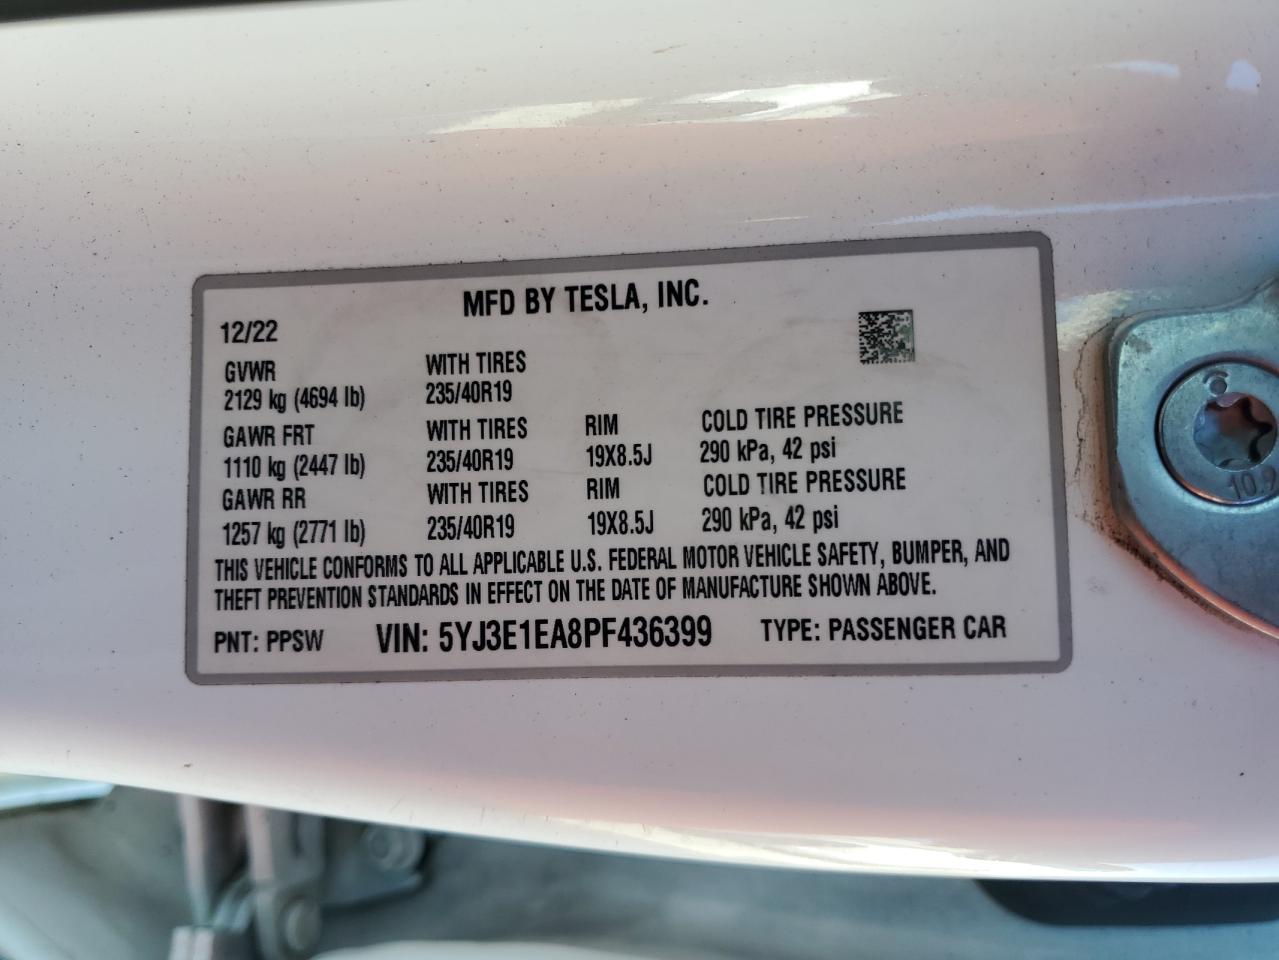 MFD BY TESLA, INC.
12/22
GVWR WITH TIRES
2129 kg (4694 lb) 235/40R19
GAWR FRT WITH TIRES RIM COLD TIRE PRESSURE
1110 kg (2447 lb) 235/40R19 19X8.5J 290 kPa, 42 psi
GAWR RR WITH TIRES RIM COLD TIRE PRESSURE
1257 kg (2771 lb) 235/40R19 19X8.5J 290 kPa, 42 psi
THIS VEHICLE CONFORMS TO ALL APPLICABLE U.S. FEDERAL MOTOR VEHICLE SAFETY, BUMPER, AND
THEFT PREVENTION STANDARDS IN EFFECT ON THE DATE OF MANUFACTURE SHOWN ABOVE.
PNT: PPSW VIN: 5YJ3E1EA8PF436399 TYPE: PASSENGER CAR